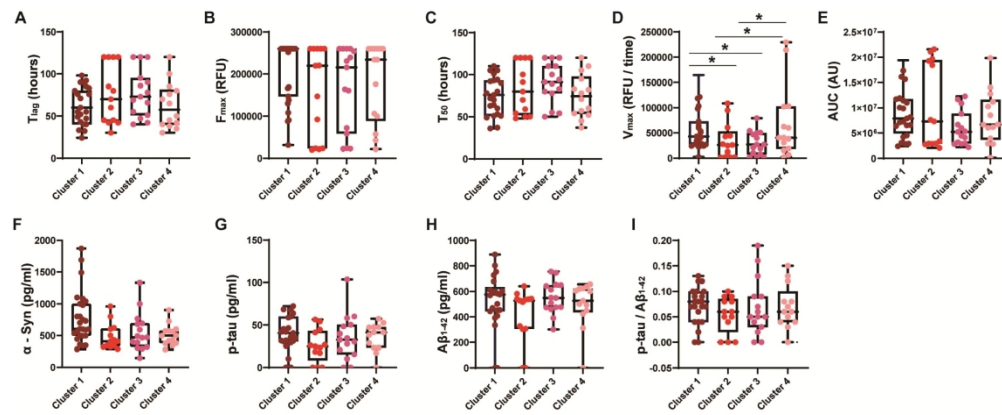 A
B
C
D
E
T lag (hours)
150
100
50
0
Cluster 1
Cluster 2
Cluster 3
Cluster 4
Fmax (RFU)
300000
200000
100000
0
Cluster 1
Cluster 2
Cluster 3
Cluster 4
T50 (hours)
150
100
50
0
Cluster 1
Cluster 2
Cluster 3
Cluster 4
Vmax (RFU / time)
250000
200000
150000
100000
50000
0
*
*
*
*
Cluster 1
Cluster 2
Cluster 3
Cluster 4
AUC (AU)
2.5×10⁷
2.0×10⁷
1.5×10⁷
1.0×10⁷
5.0×10⁶
0
Cluster 1
Cluster 2
Cluster 3
Cluster 4
F
G
H
I
α - Syn (pg/ml)
2000
1500
1000
500
0
Cluster 1
Cluster 2
Cluster 3
Cluster 4
p-tau (pg/ml)
150
100
50
0
Cluster 1
Cluster 2
Cluster 3
Cluster 4
Aβ1-42 (pg/ml)
1000
800
600
400
200
0
Cluster 1
Cluster 2
Cluster 3
Cluster 4
p-tau / Aβ1-42
0.20
0.15
0.10
0.05
0.00
-0.05
Cluster 1
Cluster 2
Cluster 3
Cluster 4